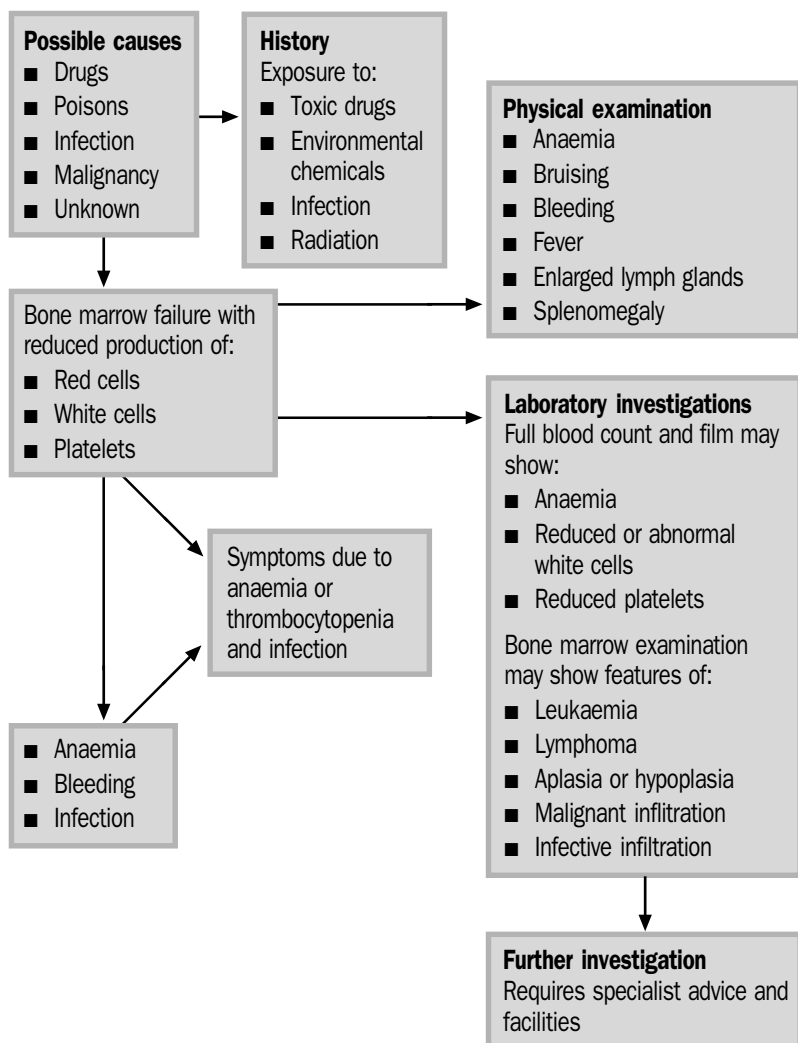 Possible causes
■ Drugs
■ Poisons
■ Infection
■ Malignancy
■ Unknown
History
Exposure to:
■ Toxic drugs
■ Environmental
chemicals
■ Infection
■ Radiation
Physical examination
■ Anaemia
■ Bruising
■ Bleeding
■ Fever
■ Enlarged lymph glands
■ Splenomegaly
Bone marrow failure with
reduced production of:
■ Red cells
■ White cells
■ Platelets
Laboratory investigations
Full blood count and film may
show:
■ Anaemia
■ Reduced or abnormal
white cells
■ Reduced platelets
Bone marrow examination
may show features of:
■ Leukaemia
■ Lymphoma
■ Aplasia or hypoplasia
■ Malignant inflitration
■ Infective infiltration
Symptoms due to
anaemia or
thrombocytopenia
and infection
■ Anaemia
■ Bleeding
■ Infection
Further investigation
Requires specialist advice and
facilities